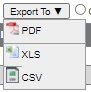 Export To ▼
PDF
XLS
CSV